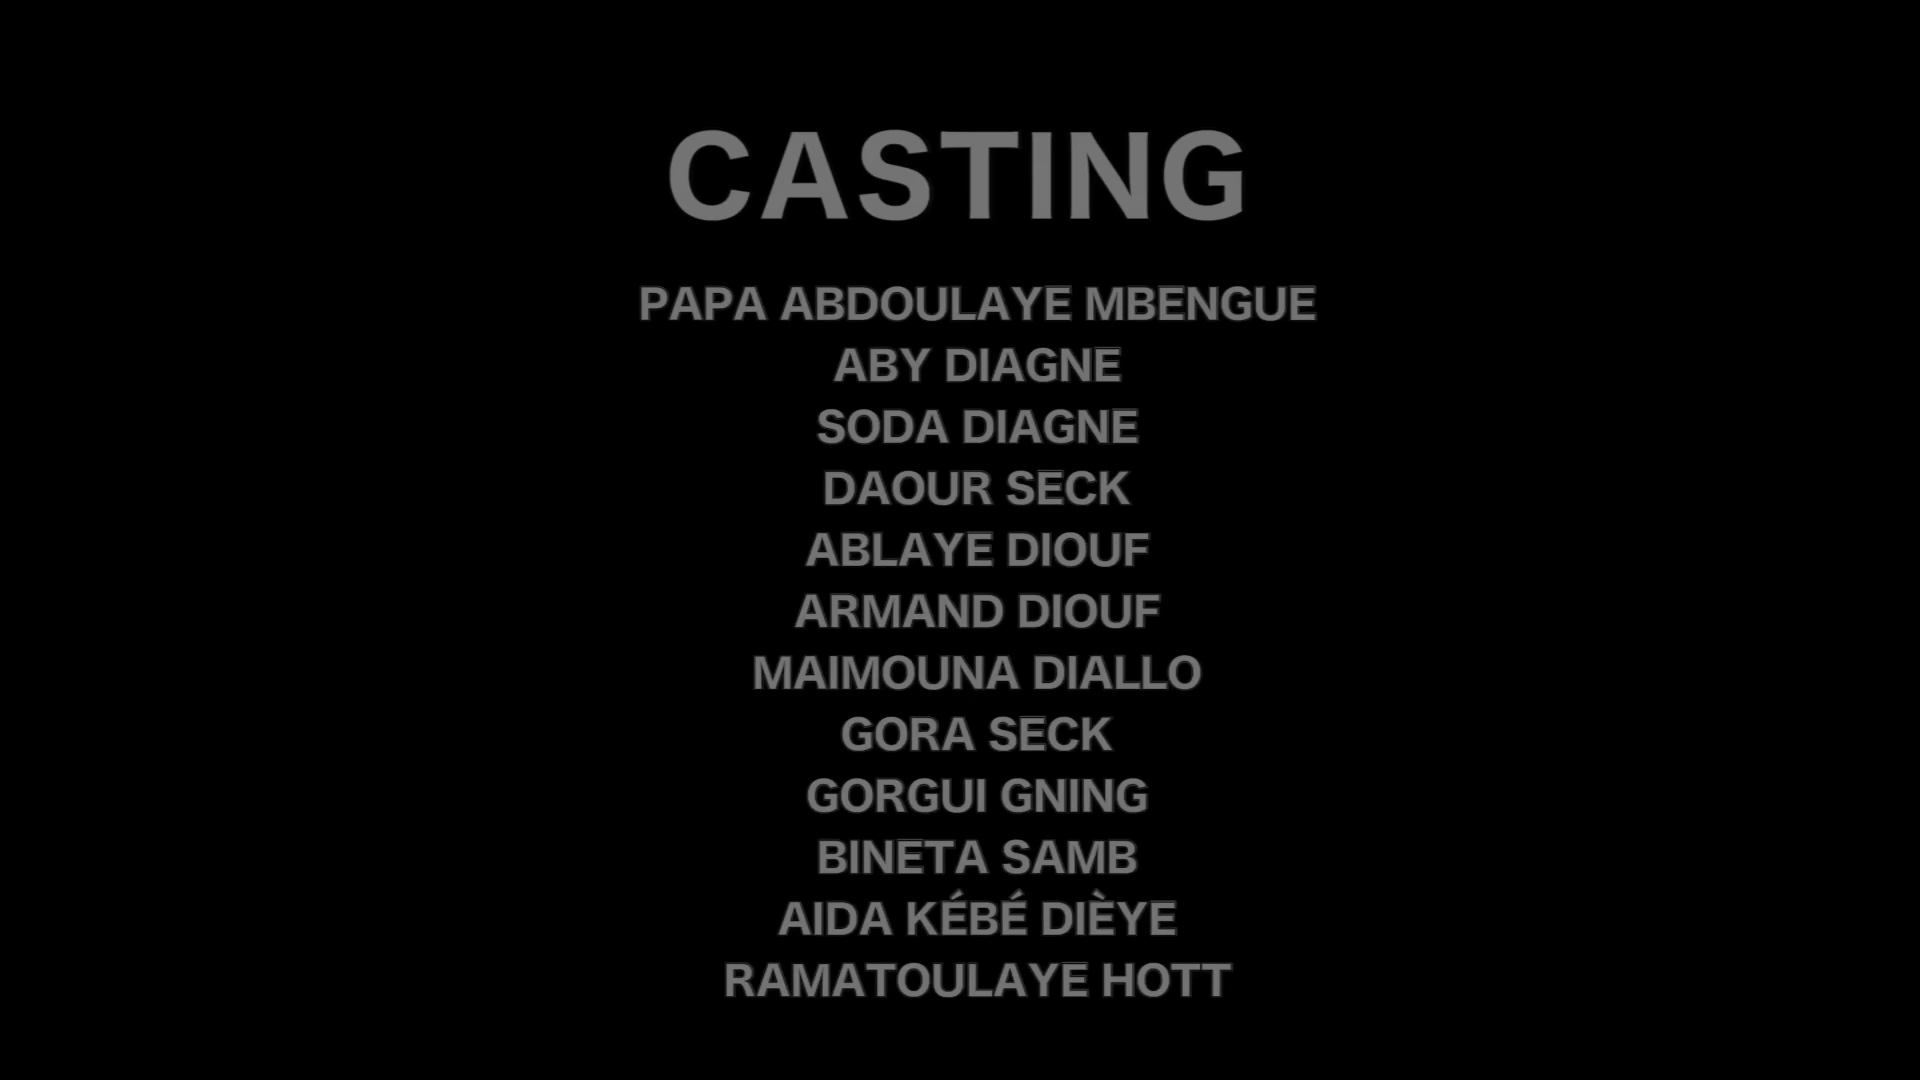 CASTING
PAPA ABDOULAYE MBENGUE
ABY DIAGNE
SODA DIAGNE
DAOUR SECK
ABLAYE DIOUF
ARMAND DIOUF
MAIMOUNA DIALLO
GORA SECK
GORGUI GNING
BINETA SAMB
AIDA KÉBÉ DIÈYE
RAMATOULAYE HOTT